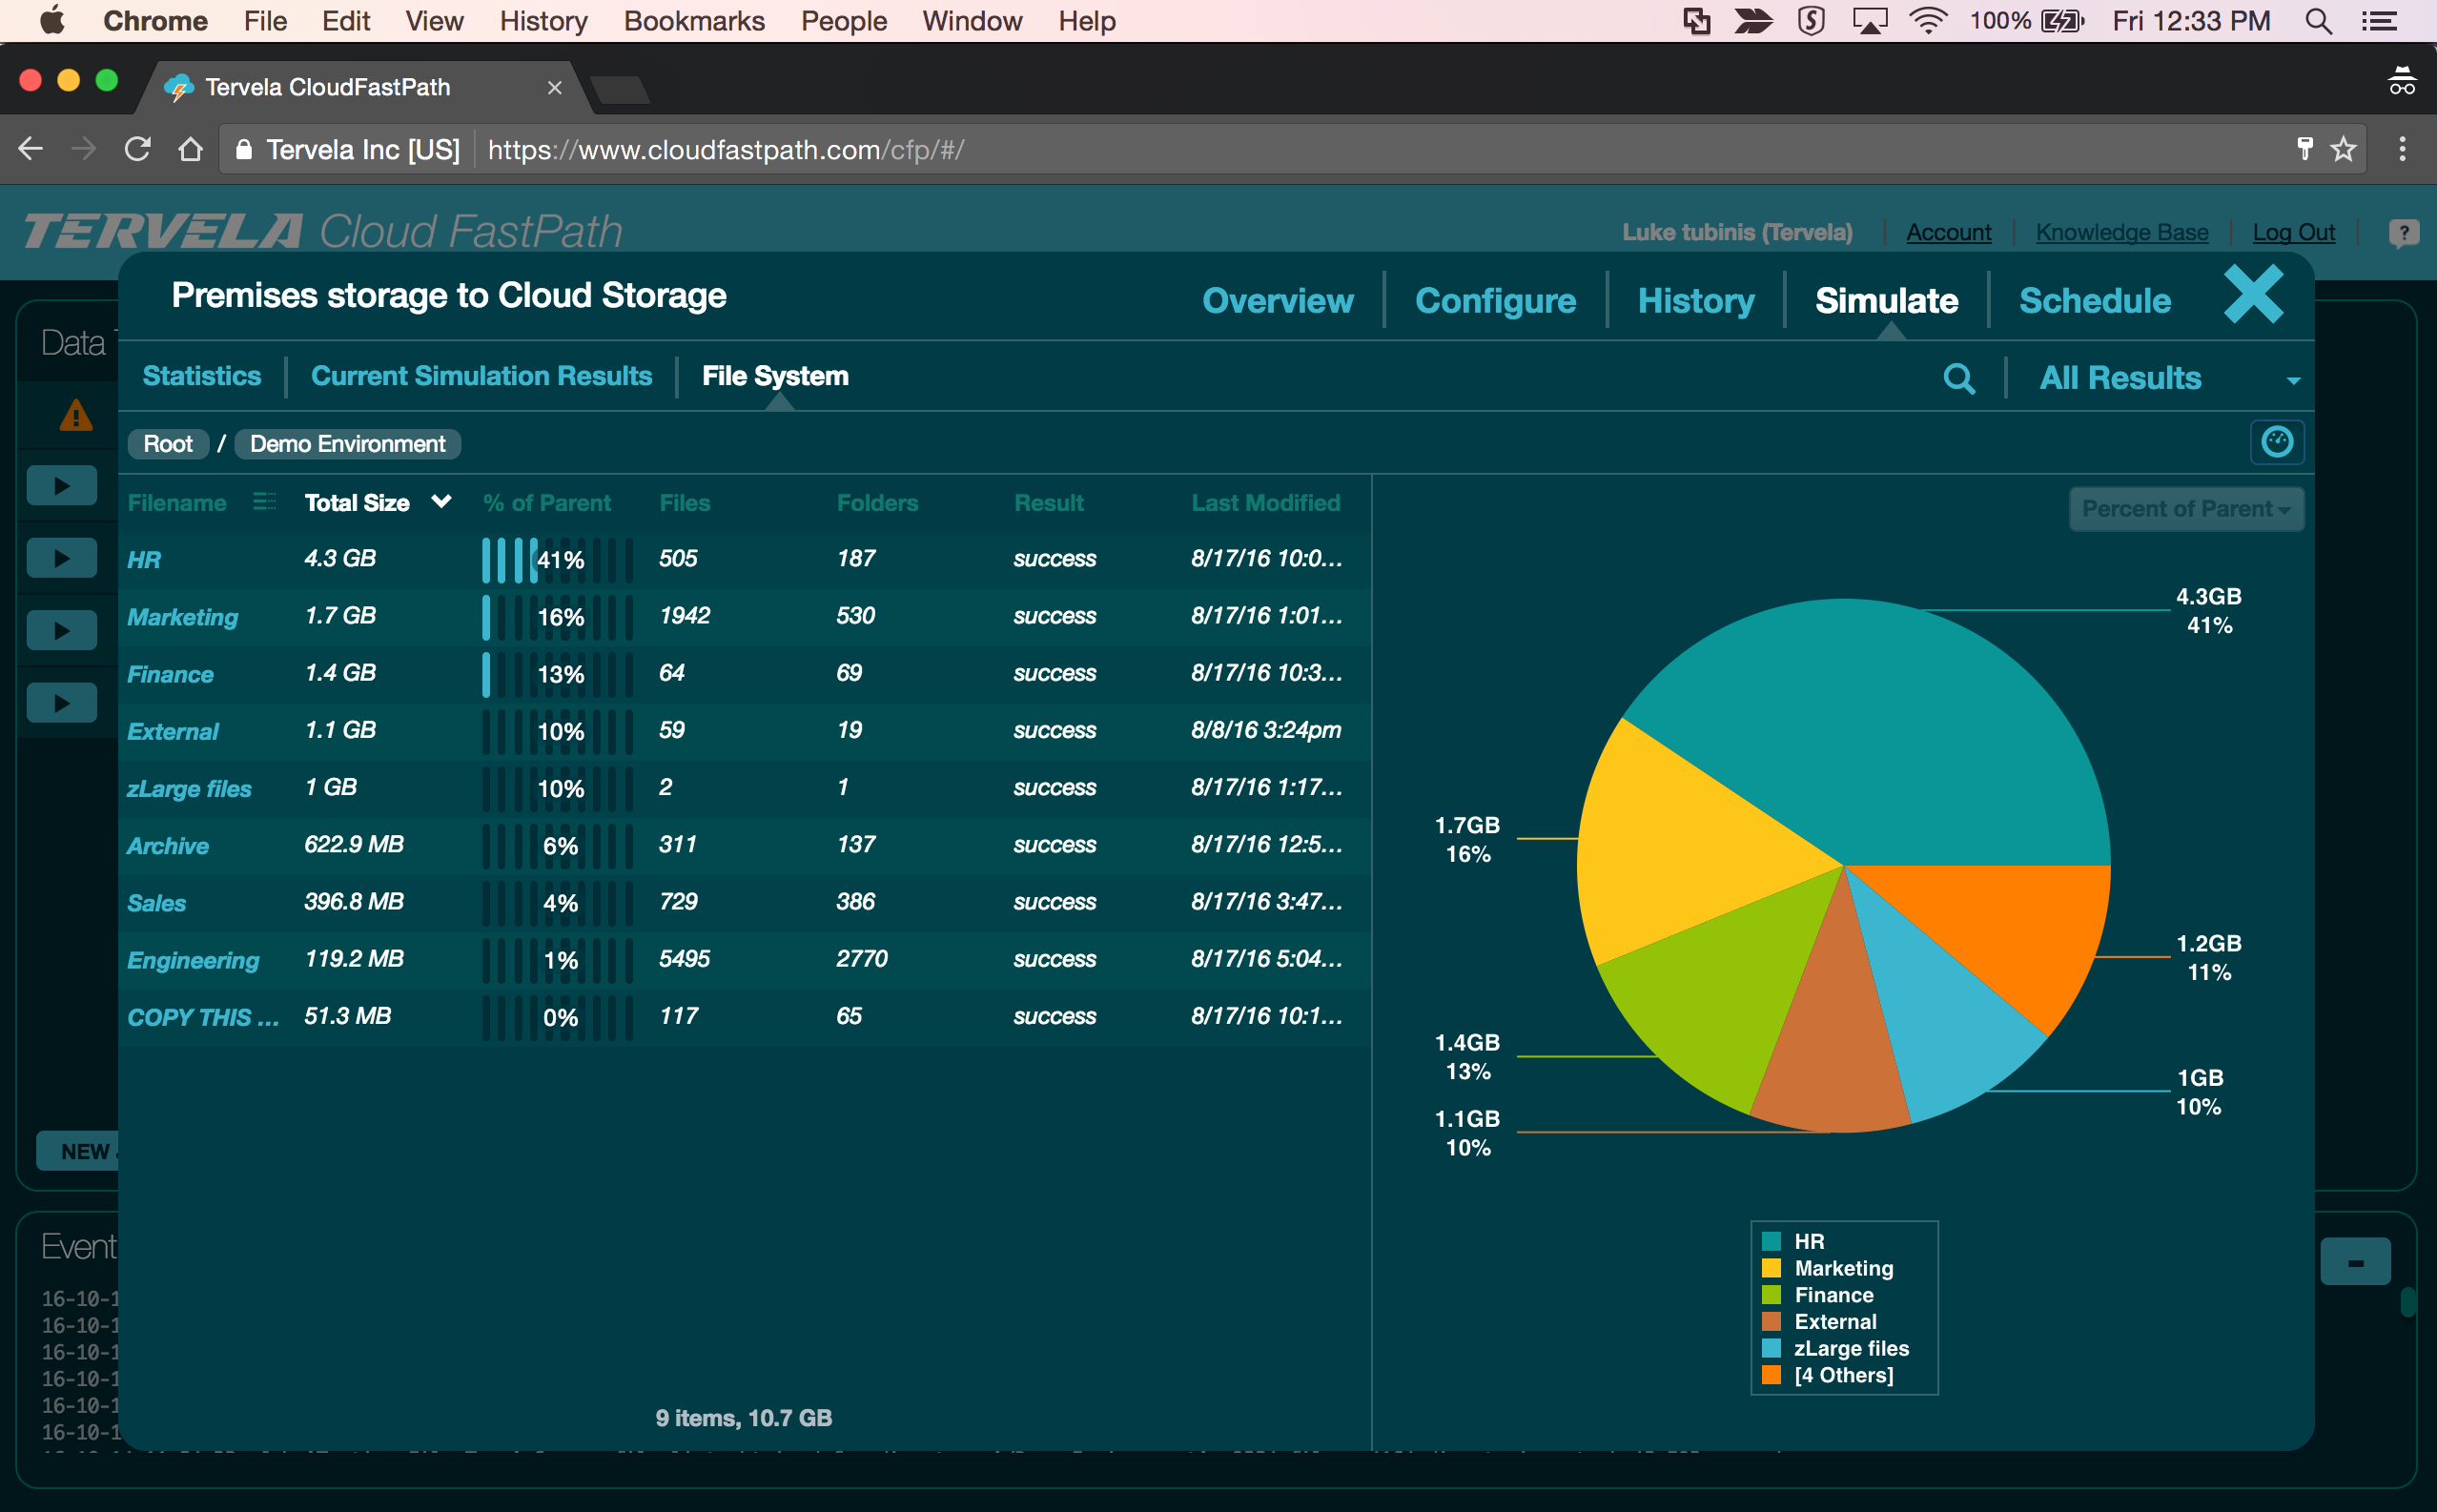 Chrome File Edit View History Bookmarks People Window Help 100% Fri 12:33 PM
Tervela CloudFastPath
Tervela Inc [US] https://www.cloudfastpath.com/cfp/#/
TERVELA Cloud FastPath Luke tubinis (Tervela) Account Knowledge Base Log Out ?
Premises storage to Cloud Storage Overview Configure History Simulate Schedule
Data
Statistics Current Simulation Results File System All Results
Root / Demo Environment
Filename Total Size % of Parent Files Folders Result Last Modified Percent of Parent
HR 4.3 GB 41% 505 187 success 8/17/16 10:0...
Marketing 1.7 GB 16% 1942 530 success 8/17/16 1:01...
Finance 1.4 GB 13% 64 69 success 8/17/16 10:3...
External 1.1 GB 10% 59 19 success 8/8/16 3:24pm
zLarge files 1 GB 10% 2 1 success 8/17/16 1:17...
Archive 622.9 MB 6% 311 137 success 8/17/16 12:5...
Sales 396.8 MB 4% 729 386 success 8/17/16 3:47...
Engineering 119.2 MB 1% 5495 2770 success 8/17/16 5:04...
COPY THIS ... 51.3 MB 0% 117 65 success 8/17/16 10:1...
4.3GB
41%
1.7GB
16%
1.2GB
11%
1.4GB
13%
1GB
10%
1.1GB
10%
NEW
HR
Marketing
Finance
External
zLarge files
[4 Others]
9 items, 10.7 GB
Event
16-10-1
16-10-1
16-10-1
16-10-1
16-10-1
16-10-1